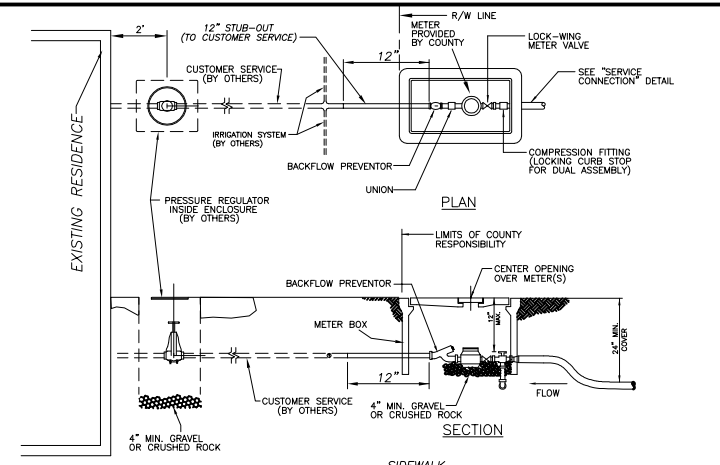 2'
12" STUB-OUT
(TO CUSTOMER SERVICE)
R/W LINE
METER
PROVIDED
BY COUNTY
LOCK-WING
METER VALVE
12"
CUSTOMER SERVICE
(BY OTHERS)
SEE "SERVICE
CONNECTION" DETAIL
IRRIGATION SYSTEM
(BY OTHERS)
BACKFLOW PREVENTOR
UNION
COMPRESSION FITTING
(LOCKING CURB STOP
FOR DUAL ASSEMBLY)
PLAN
EXISTING RESIDENCE
PRESSURE REGULATOR
INSIDE ENCLOSURE
(BY OTHERS)
LIMITS OF COUNTY
RESPONSIBILITY
CENTER OPENING
OVER METER(S)
BACKFLOW PREVENTOR
METER BOX
12"
MAX.
24" MIN.
COVER
12"
FLOW
CUSTOMER SERVICE
(BY OTHERS)
4" MIN. GRAVEL
OR CRUSHED ROCK
4" MIN. GRAVEL
OR CRUSHED ROCK
SECTION
SIDEWALK